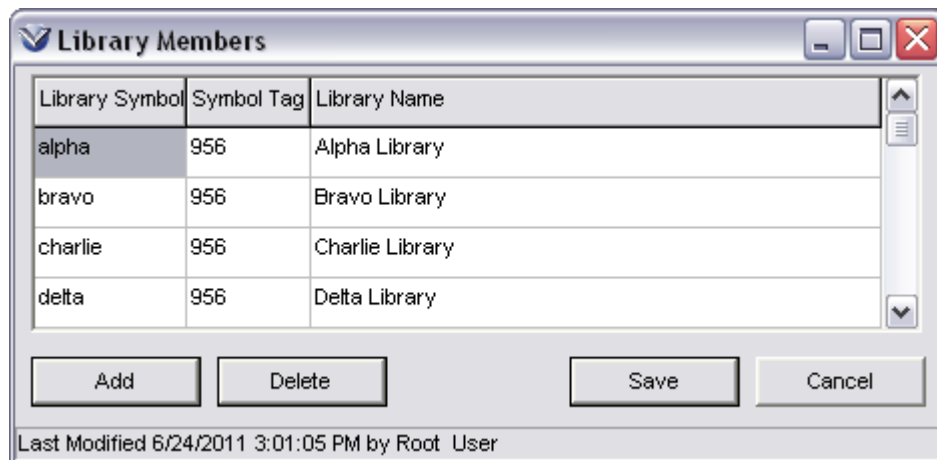 Library Members
Library Symbol Symbol Tag Library Name
alpha 956 Alpha Library
bravo 956 Bravo Library
charlie 956 Charlie Library
delta 956 Delta Library
Add Delete Save Cancel
Last Modified 6/24/2011 3:01:05 PM by Root User